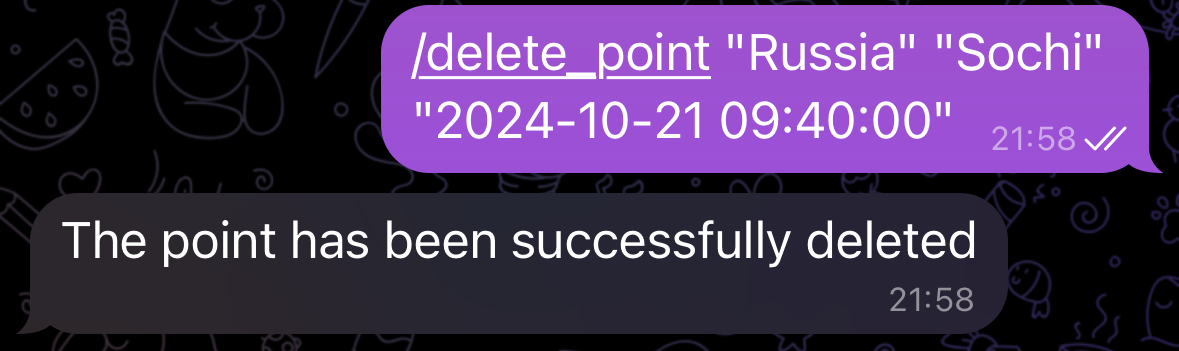 /delete_point "Russia" "Sochi"
"2024-10-21 09:40:00"
21:58
The point has been successfully deleted
21:58